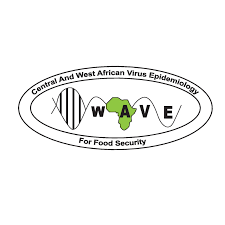 Central And West African Virus Epidemiology
WAVE
For Food Security